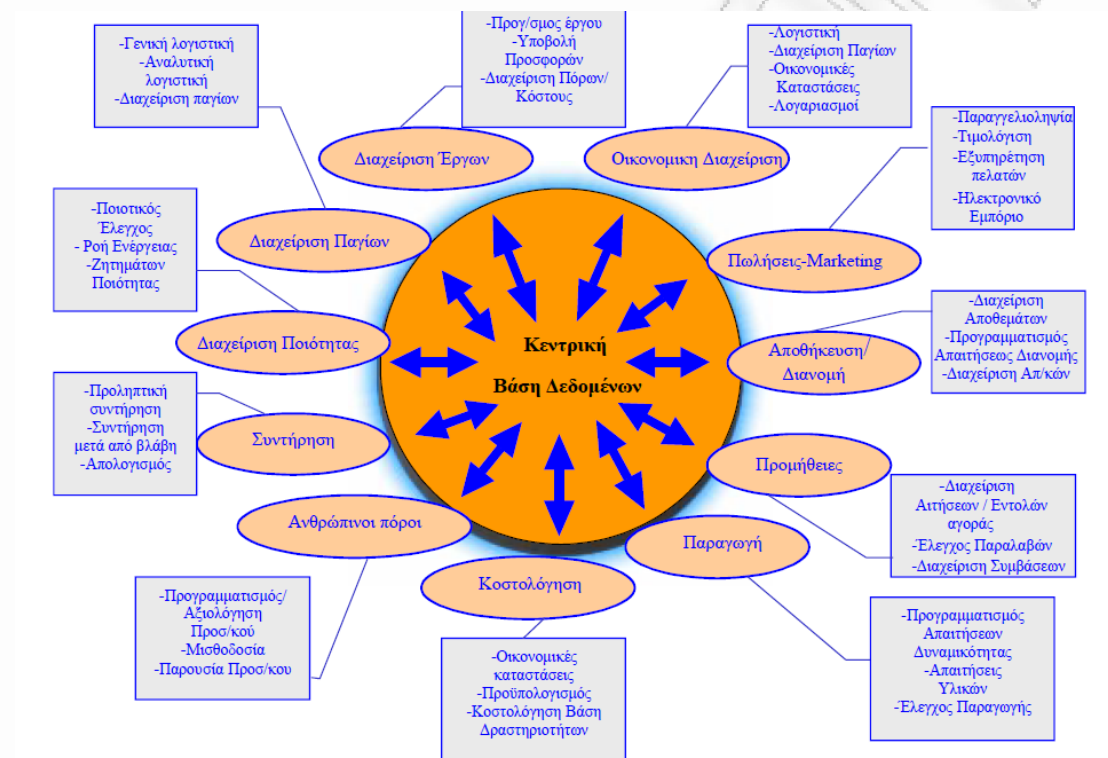 -Γενική λογιστική
-Αναλυτική
λογιστική
-Διαχείριση παγίων
-Προγ/σμος έργου
-Υποβολή
Προσφορών
-Διαχείριση Πόρων/
Κόστους
-Λογιστική
-Διαχείριση Παγίων
-Οικονομικές
Καταστάσεις
-Λογαριασμοί
-Παραγγελιοληψία
-Τιμολόγιση
-Εξυπηρέτηση
πελατών
-Ηλεκτρονικό
Εμπόριο
Διαχείριση Έργων
Οικονομικη Διαχείριση
-Ποιοτικός
Έλεγχος
- Ροή Ενέργειας
-Ζητημάτων
Ποιότητας
Διαχείριση Παγίων
Πωλήσεις-Marketing
Διαχείριση Ποιότητας
Κεντρική
Βάση Δεδομένων
Αποθήκευση/
Διανομή
-Διαχείριση
Αποθεμάτων
-Προγραμματισμός
Απαιτήσεως Διανομής
-Διαχείριση Απ/κών
-Προληπτική
συντήρηση
-Συντήρηση
μετά από βλάβη
-Απολογισμός
Συντήρηση
Προμήθειες
-Διαχείριση
Αιτήσεων / Εντολών
αγοράς
-Έλεγχος Παραλαβών
-Διαχείριση Συμβάσεων
Ανθρώπινοι πόροι
Παραγωγή
Κοστολόγηση
-Προγραμματισμός/
Αξιολόγηση
Προσ/κού
-Μισθοδοσία
-Παρουσία Προσ/κου
-Οικονομικές
καταστάσεις
-Προϋπολογισμός
-Κοστολόγηση Βάση
Δραστηριοτήτων
-Προγραμματισμός
Απαιτήσεων
Δυναμικότητας
-Απαιτήσεις
Υλικών
-Έλεγχος Παραγωγής